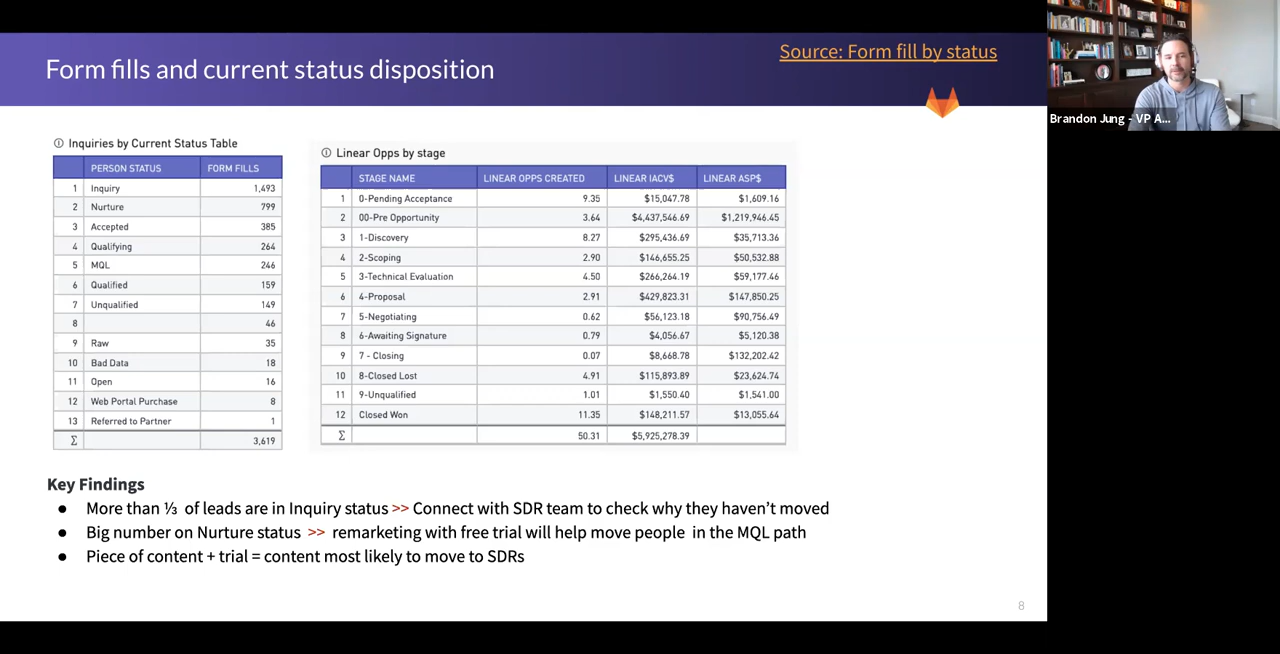 Form fills and current status disposition
Source: Form fill by status
Brandon Jung - VP A...
Inquiries by Current Status Table
PERSON STATUS FORM FILLS
1 Inquiry 1,493
2 Nurture 799
3 Accepted 385
4 Qualifying 264
5 MQL 246
6 Qualified 159
7 Unqualified 149
8 46
9 Raw 35
10 Bad Data 18
11 Open 16
12 Web Portal Purchase 8
13 Referred to Partner 1
Σ 3,619
Linear Opps by stage
STAGE NAME LINEAR OPPS CREATED LINEAR IACV$ LINEAR ASP$
1 0-Pending Acceptance 9.35 $15,047.78 $1,609.16
2 00-Pre Opportunity 3.64 $4,437,546.69 $1,219,946.45
3 1-Discovery 8.27 $295,436.69 $35,713.36
4 2-Scoping 2.90 $146,655.25 $50,532.88
5 3-Technical Evaluation 4.50 $266,264.19 $59,177.46
6 4-Proposal 2.91 $429,823.31 $147,850.25
7 5-Negotiating 0.62 $56,123.18 $90,756.49
8 6-Awaiting Signature 0.79 $4,056.67 $5,120.38
9 7 - Closing 0.07 $8,668.78 $132,202.42
10 8-Closed Lost 4.91 $115,893.89 $23,624.74
11 9-Unqualified 1.01 $1,550.40 $1,541.00
12 Closed Won 11.35 $148,211.57 $13,055.64
Σ 50.31 $5,925,278.39
Key Findings
● More than ⅓ of leads are in Inquiry status >> Connect with SDR team to check why they haven't moved
● Big number on Nurture status >> remarketing with free trial will help move people in the MQL path
● Piece of content + trial = content most likely to move to SDRs
8